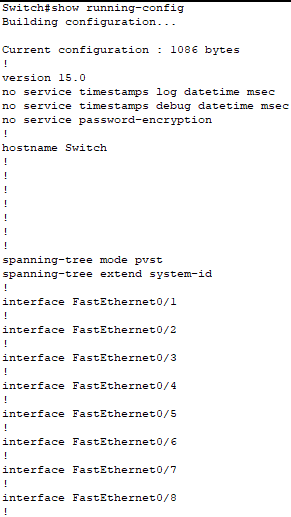 Switch#show running-config
Building configuration...
Current configuration : 1086 bytes
!
version 15.0
no service timestamps log datetime msec
no service timestamps debug datetime msec
no service password-encryption
!
hostname Switch
!
!
!
!
!
!
!
spanning-tree mode pvst
spanning-tree extend system-id
!
interface FastEthernet0/1
!
interface FastEthernet0/2
!
interface FastEthernet0/3
!
interface FastEthernet0/4
!
interface FastEthernet0/5
!
interface FastEthernet0/6
!
interface FastEthernet0/7
!
interface FastEthernet0/8
!